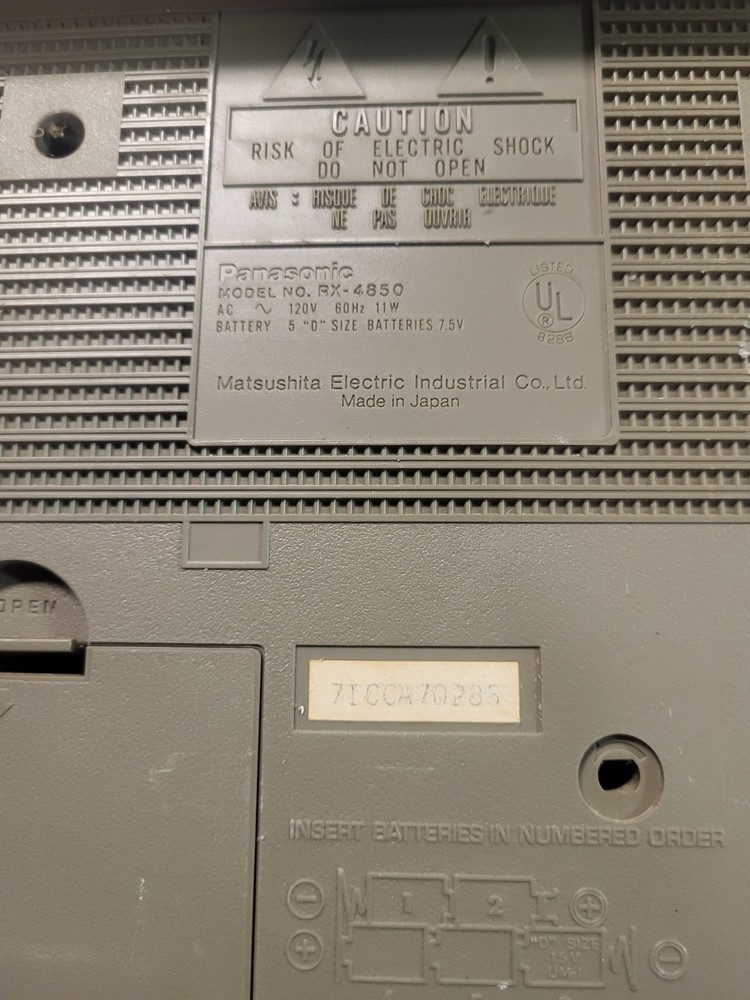 CAUTION
RISK OF ELECTRIC SHOCK
DO NOT OPEN
AVIS : RISQUE DE CHOC ELECTRIQUE
NE PAS OUVRIR
Panasonic
MODEL NO. RX-4850
AC ∿ 120V 60Hz 11W
BATTERY 5 "D" SIZE BATTERIES 7.5V
LISTED
UL
®
828B
Matsushita Electric Industrial Co., Ltd.
Made in Japan
OPEN
7ICCA70285
INSERT BATTERIES IN NUMBERED ORDER
⊖ 1 2 ⊕
⊕ "D" SIZE ⊖
1.5V
UM-1